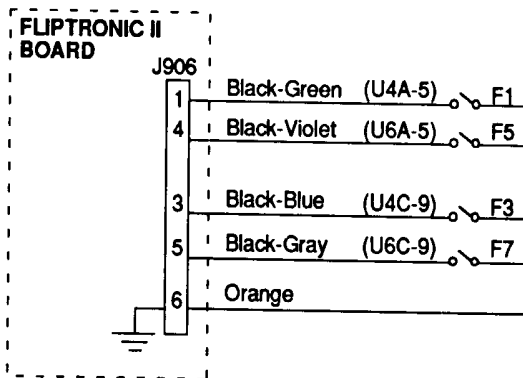 FLIPTRONIC II
BOARD
J906
1 Black-Green (U4A-5) F1
4 Black-Violet (U6A-5) F5
3 Black-Blue (U4C-9) F3
5 Black-Gray (U6C-9) F7
6 Orange